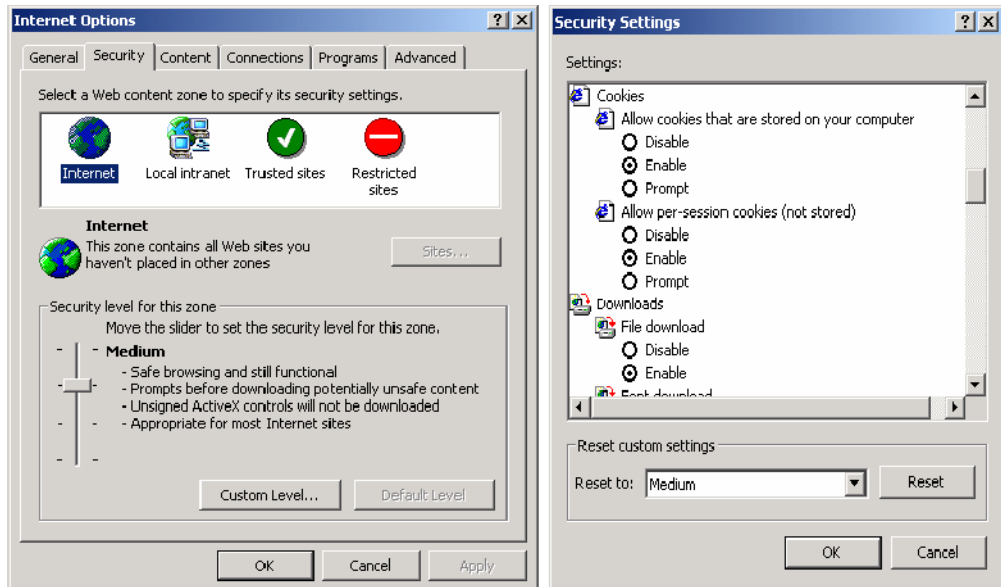 Internet Options
General Security Content Connections Programs Advanced
Select a Web content zone to specify its security settings.
Internet Local intranet Trusted sites Restricted
sites
Internet
This zone contains all Web sites you
haven't placed in other zones
Sites...
Security level for this zone
Move the slider to set the security level for this zone.
Medium
- Safe browsing and still functional
- Prompts before downloading potentially unsafe content
- Unsigned ActiveX controls will not be downloaded
- Appropriate for most Internet sites
Custom Level... Default Level
OK Cancel Apply
Security Settings
Settings:
Cookies
Allow cookies that are stored on your computer
Disable
Enable
Prompt
Allow per-session cookies (not stored)
Disable
Enable
Prompt
Downloads
File download
Disable
Enable
Font download
Reset custom settings
Reset to: Medium Reset
OK Cancel